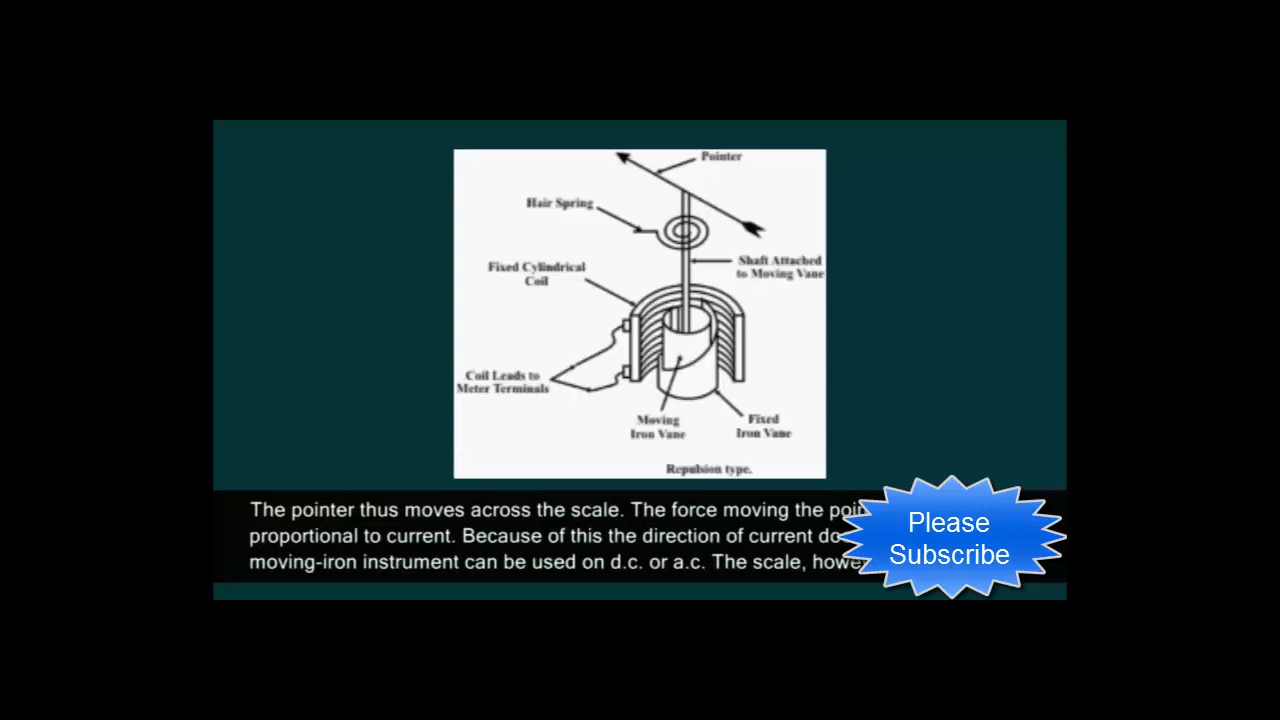 Pointer
Hair Spring
Shaft Attached
to Moving Vane
Fixed Cylindrical
Coil
Coil Leads to
Meter Terminals
Moving
Iron Vane
Fixed
Iron Vane
Repulsion type.
The pointer thus moves across the scale. The force moving the
proportional to current. Because of this the direction of current
moving-iron instrument can be used on d.c. or a.c. The scale,
Please
Subscribe